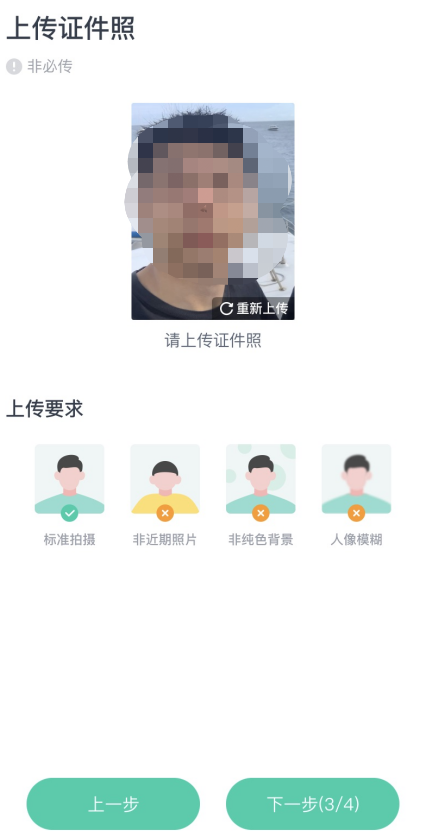 上传证件照
非必传
重新上传
请上传证件照
上传要求
标准拍摄
非近期照片
非纯色背景
人像模糊
上一步
下一步(3/4)